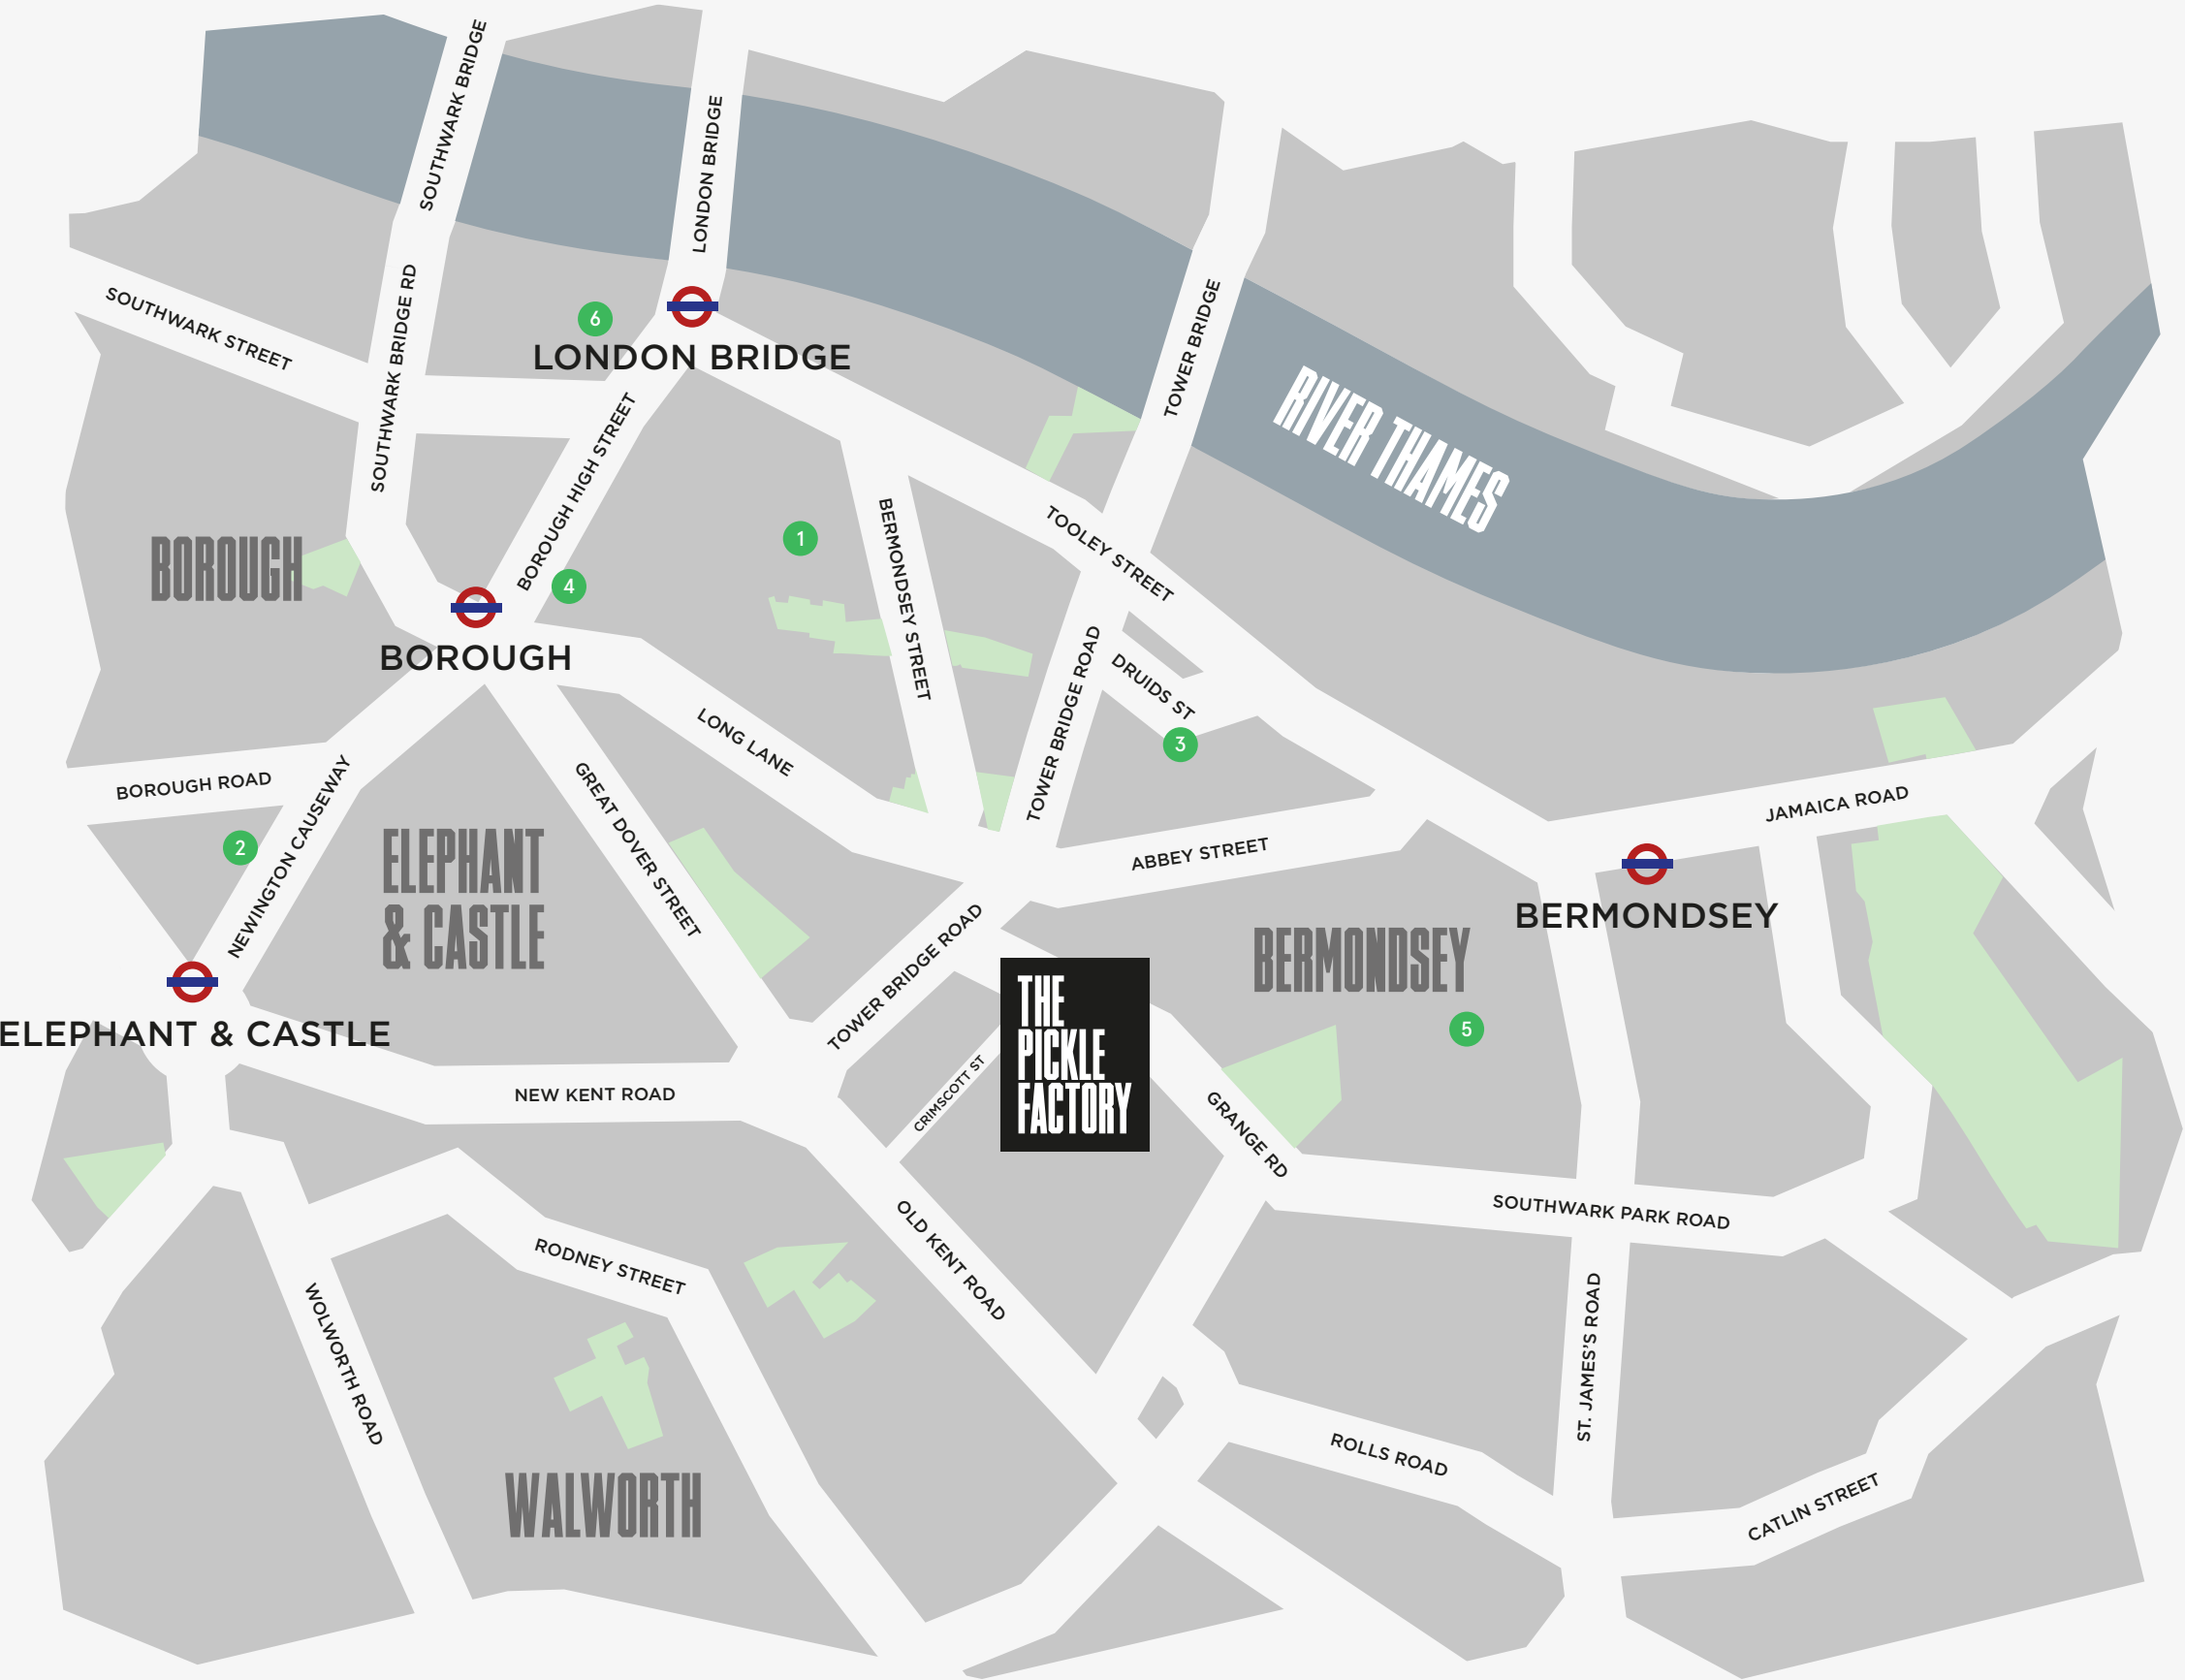 SOUTHWARK BRIDGE
LONDON BRIDGE
SOUTHWARK BRIDGE RD
SOUTHWARK STREET
6
LONDON BRIDGE
TOWER BRIDGE
RIVER THAMES
BOROUGH HIGH STREET
BERMONDSEY STREET
1
TOOLEY STREET
BOROUGH
4
BOROUGH
DRUIDS ST
3
TOWER BRIDGE ROAD
LONG LANE
BOROUGH ROAD
2
NEWINGTON CAUSEWAY
ELEPHANT
& CASTLE
GREAT DOVER STREET
ABBEY STREET
JAMAICA ROAD
BERMONDSEY
BERMONDSEY
5
TOWER BRIDGE ROAD
ELEPHANT & CASTLE
THE
PICKLE
FACTORY
CRIMSCOTT ST
NEW KENT ROAD
GRANGE RD
SOUTHWARK PARK ROAD
RODNEY STREET
OLD KENT ROAD
WOLWORTH ROAD
ST. JAMES'S ROAD
ROLLS ROAD
CATLIN STREET
WALWORTH